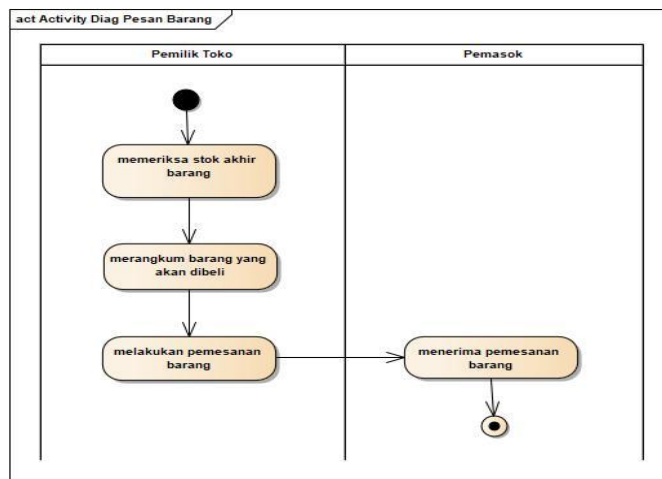 act Activity Diag Pesan Barang
Pemilik Toko
Pemasok
memeriksa stok akhir
barang
merangkum barang yang
akan dibeli
melakukan pemesanan
barang
menerima pemesanan
barang